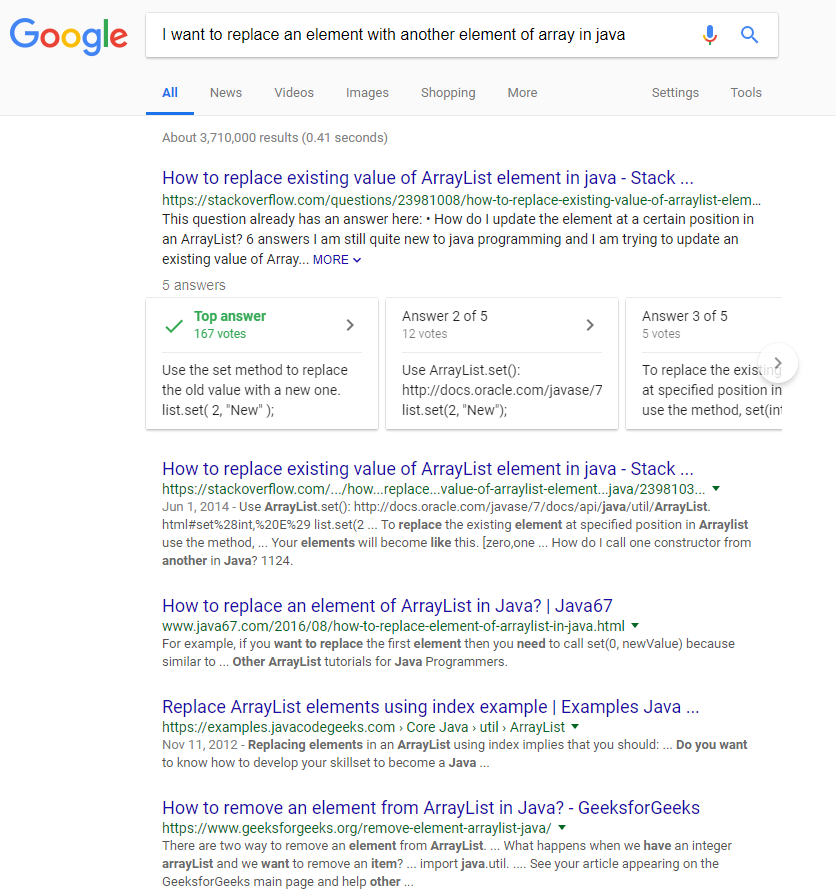 Google
I want to replace an element with another element of array in java
All News Videos Images Shopping More Settings Tools
About 3,710,000 results (0.41 seconds)
How to replace existing value of ArrayList element in java - Stack ...
https://stackoverflow.com/questions/23981008/how-to-replace-existing-value-of-arraylist-elem...
This question already has an answer here: • How do I update the element at a certain position in
an ArrayList? 6 answers I am still quite new to java programming and I am trying to update an
existing value of Array... MORE
5 answers
Top answer
167 votes
Use the set method to replace
the old value with a new one.
list.set( 2, "New" );
Answer 2 of 5
12 votes
Use ArrayList.set():
http://docs.oracle.com/javase/7
list.set(2, "New");
Answer 3 of 5
5 votes
To replace the existing
at specified position in
use the method, set(int
How to replace existing value of ArrayList element in java - Stack ...
https://stackoverflow.com/.../how...replace...value-of-arraylist-element...java/2398103...
Jun 1, 2014 - Use ArrayList.set(): http://docs.oracle.com/javase/7/docs/api/java/util/ArrayList.
html#set%28int,%20E%29 list.set(2 ... To replace the existing element at specified position in Arraylist
use the method, ... Your elements will become like this. [zero,one ... How do I call one constructor from
another in Java? 1124.
How to replace an element of ArrayList in Java? | Java67
www.java67.com/2016/08/how-to-replace-element-of-arraylist-in-java.html
For example, if you want to replace the first element then you need to call set(0, newValue) because
similar to ... Other ArrayList tutorials for Java Programmers.
Replace ArrayList elements using index example | Examples Java ...
https://examples.javacodegeeks.com › Core Java › util › ArrayList
Nov 11, 2012 - Replacing elements in an ArrayList using index implies that you should: ... Do you want
to know how to develop your skillset to become a Java ...
How to remove an element from ArrayList in Java? - GeeksforGeeks
https://www.geeksforgeeks.org/remove-element-arraylist-java/
There are two way to remove an element from ArrayList. ... What happens when we have an integer
arrayList and we want to remove an item? ... import java.util. .... See your article appearing on the
GeeksforGeeks main page and help other ...